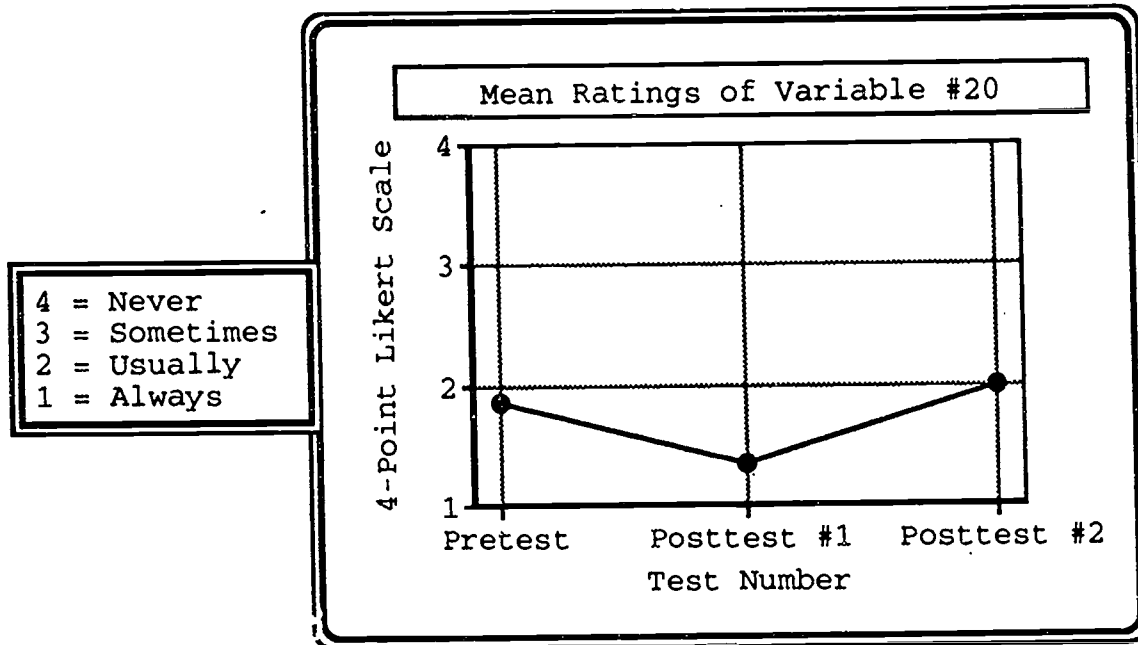 Mean Ratings of Variable #20
4-Point Likert Scale
4
3
2
1
Pretest Posttest #1 Posttest #2
Test Number
4 = Never
3 = Sometimes
2 = Usually
1 = Always